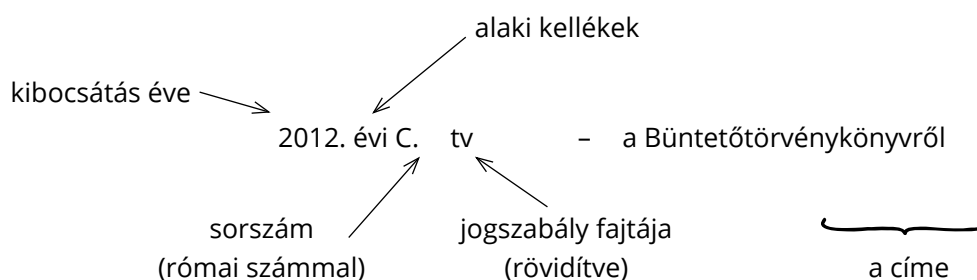 alaki kellékek
kibocsátás éve
2012. évi C. tv – a Büntetőtörvénykönyvről
sorszám jogszabály fajtája
(római számmal) (rövidítve) a címe